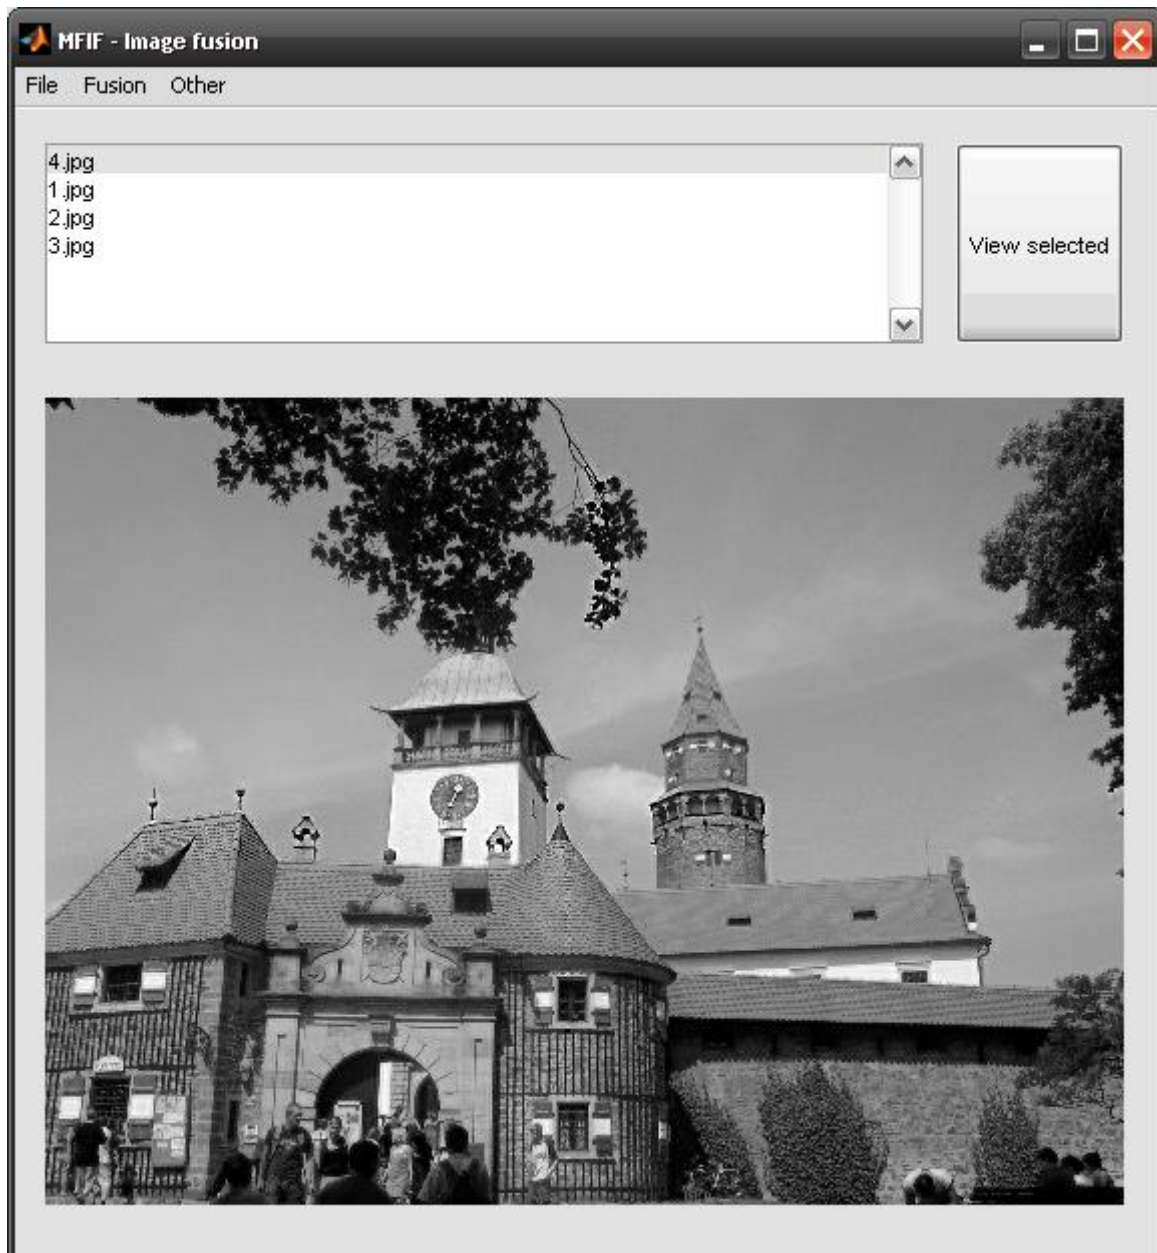 MFIF - Image fusion
File Fusion Other
4.jpg
1.jpg
2.jpg
3.jpg
View selected